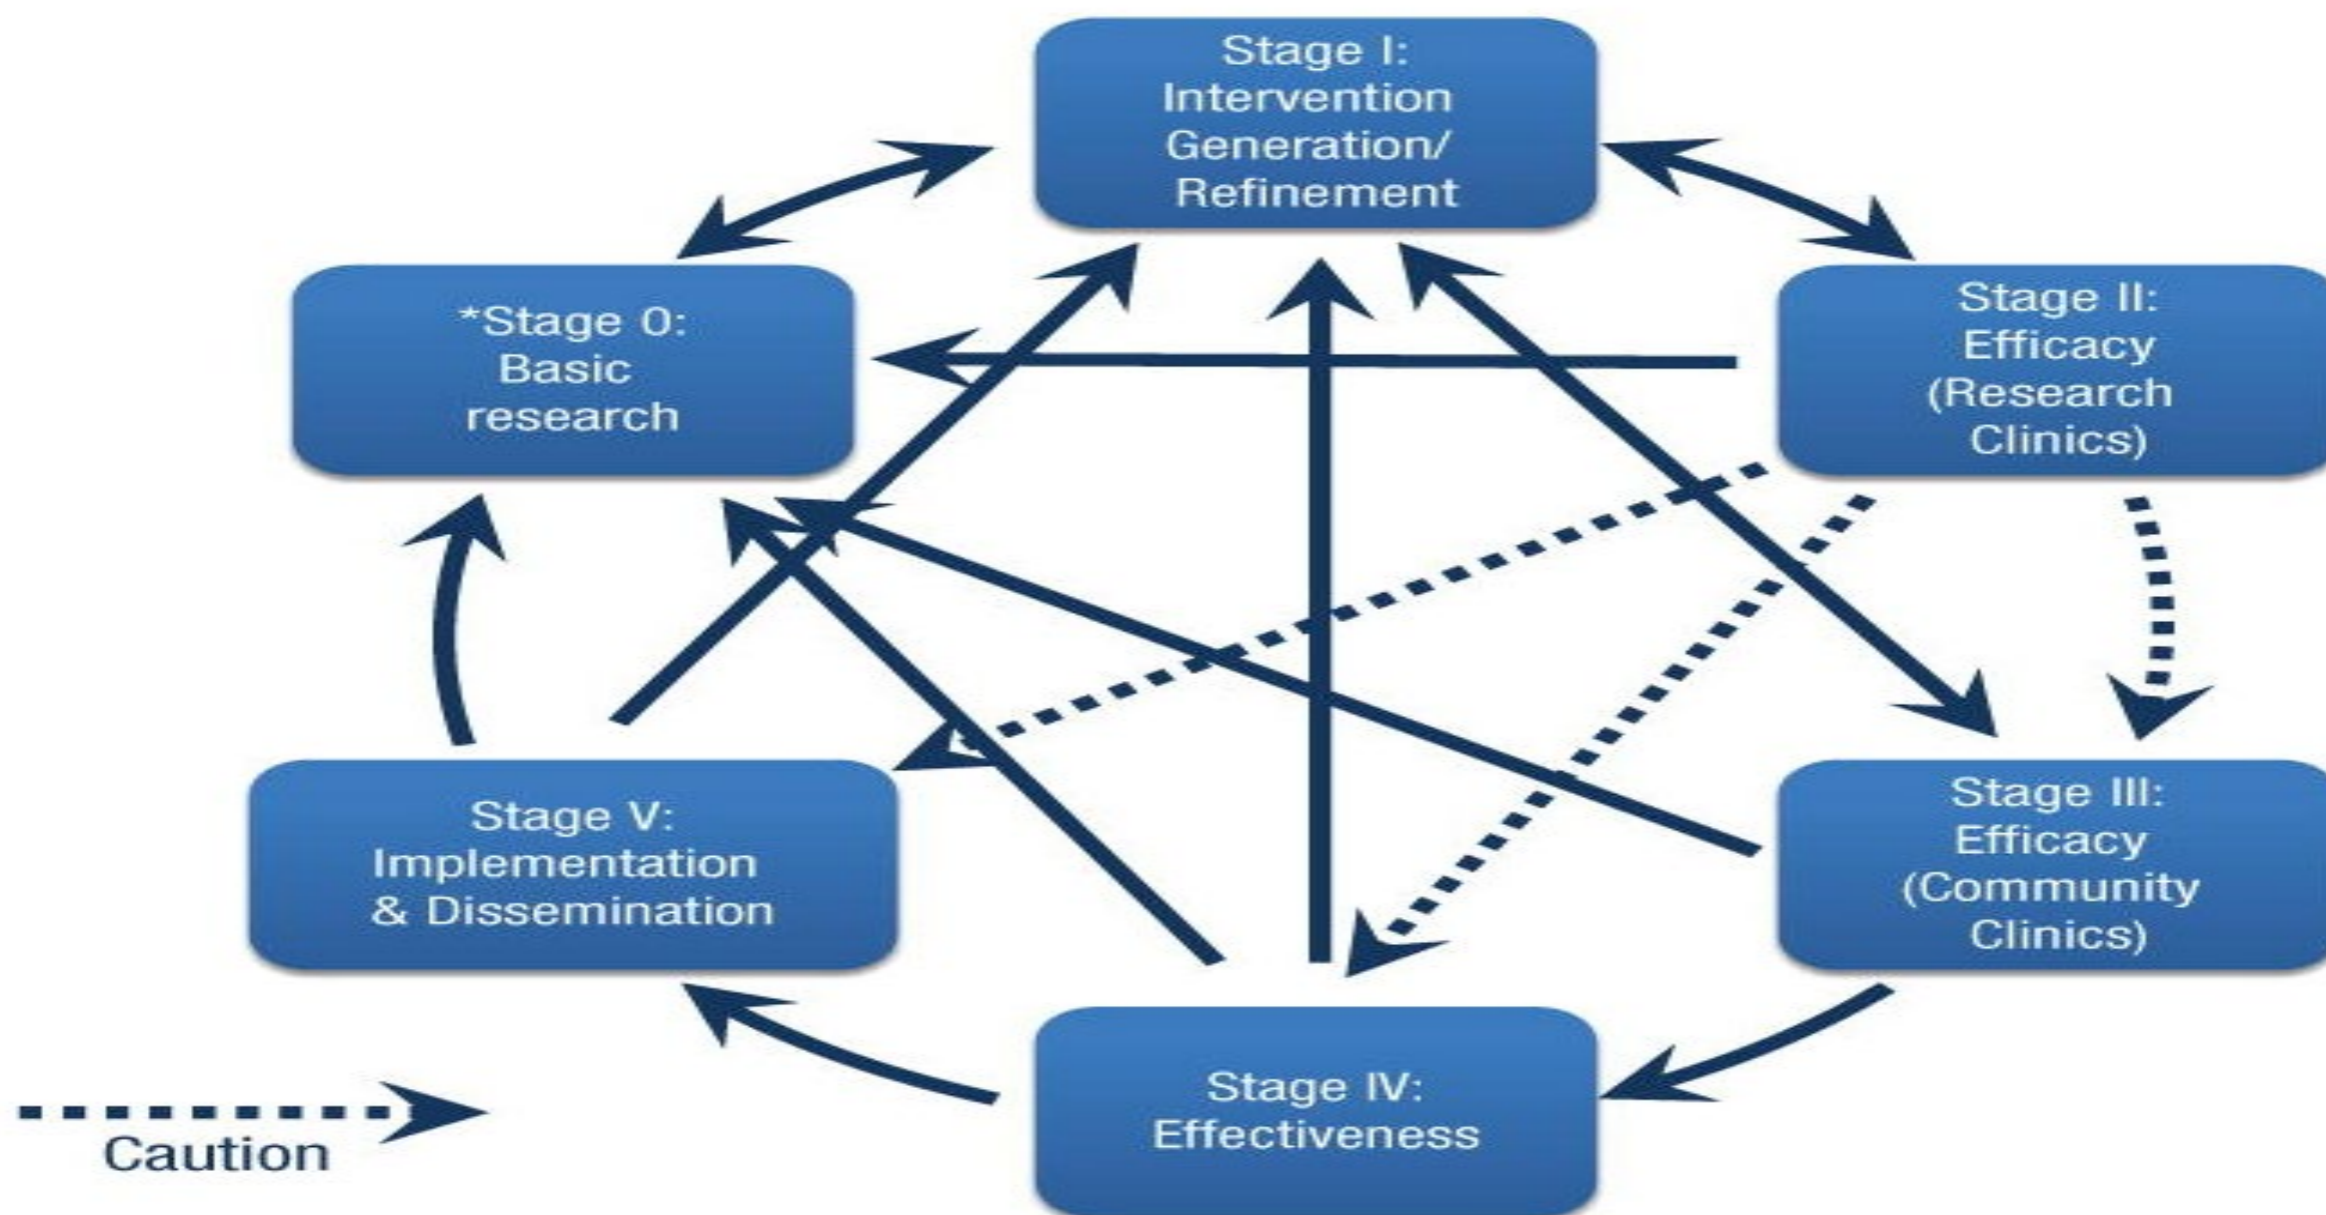 Stage I:
Intervention
Generation/
Refinement
*Stage 0:
Basic
research
Stage II:
Efficacy
(Research
Clinics)
Stage V:
Implementation
& Dissemination
Stage III:
Efficacy
(Community
Clinics)
Stage IV:
Effectiveness
Caution